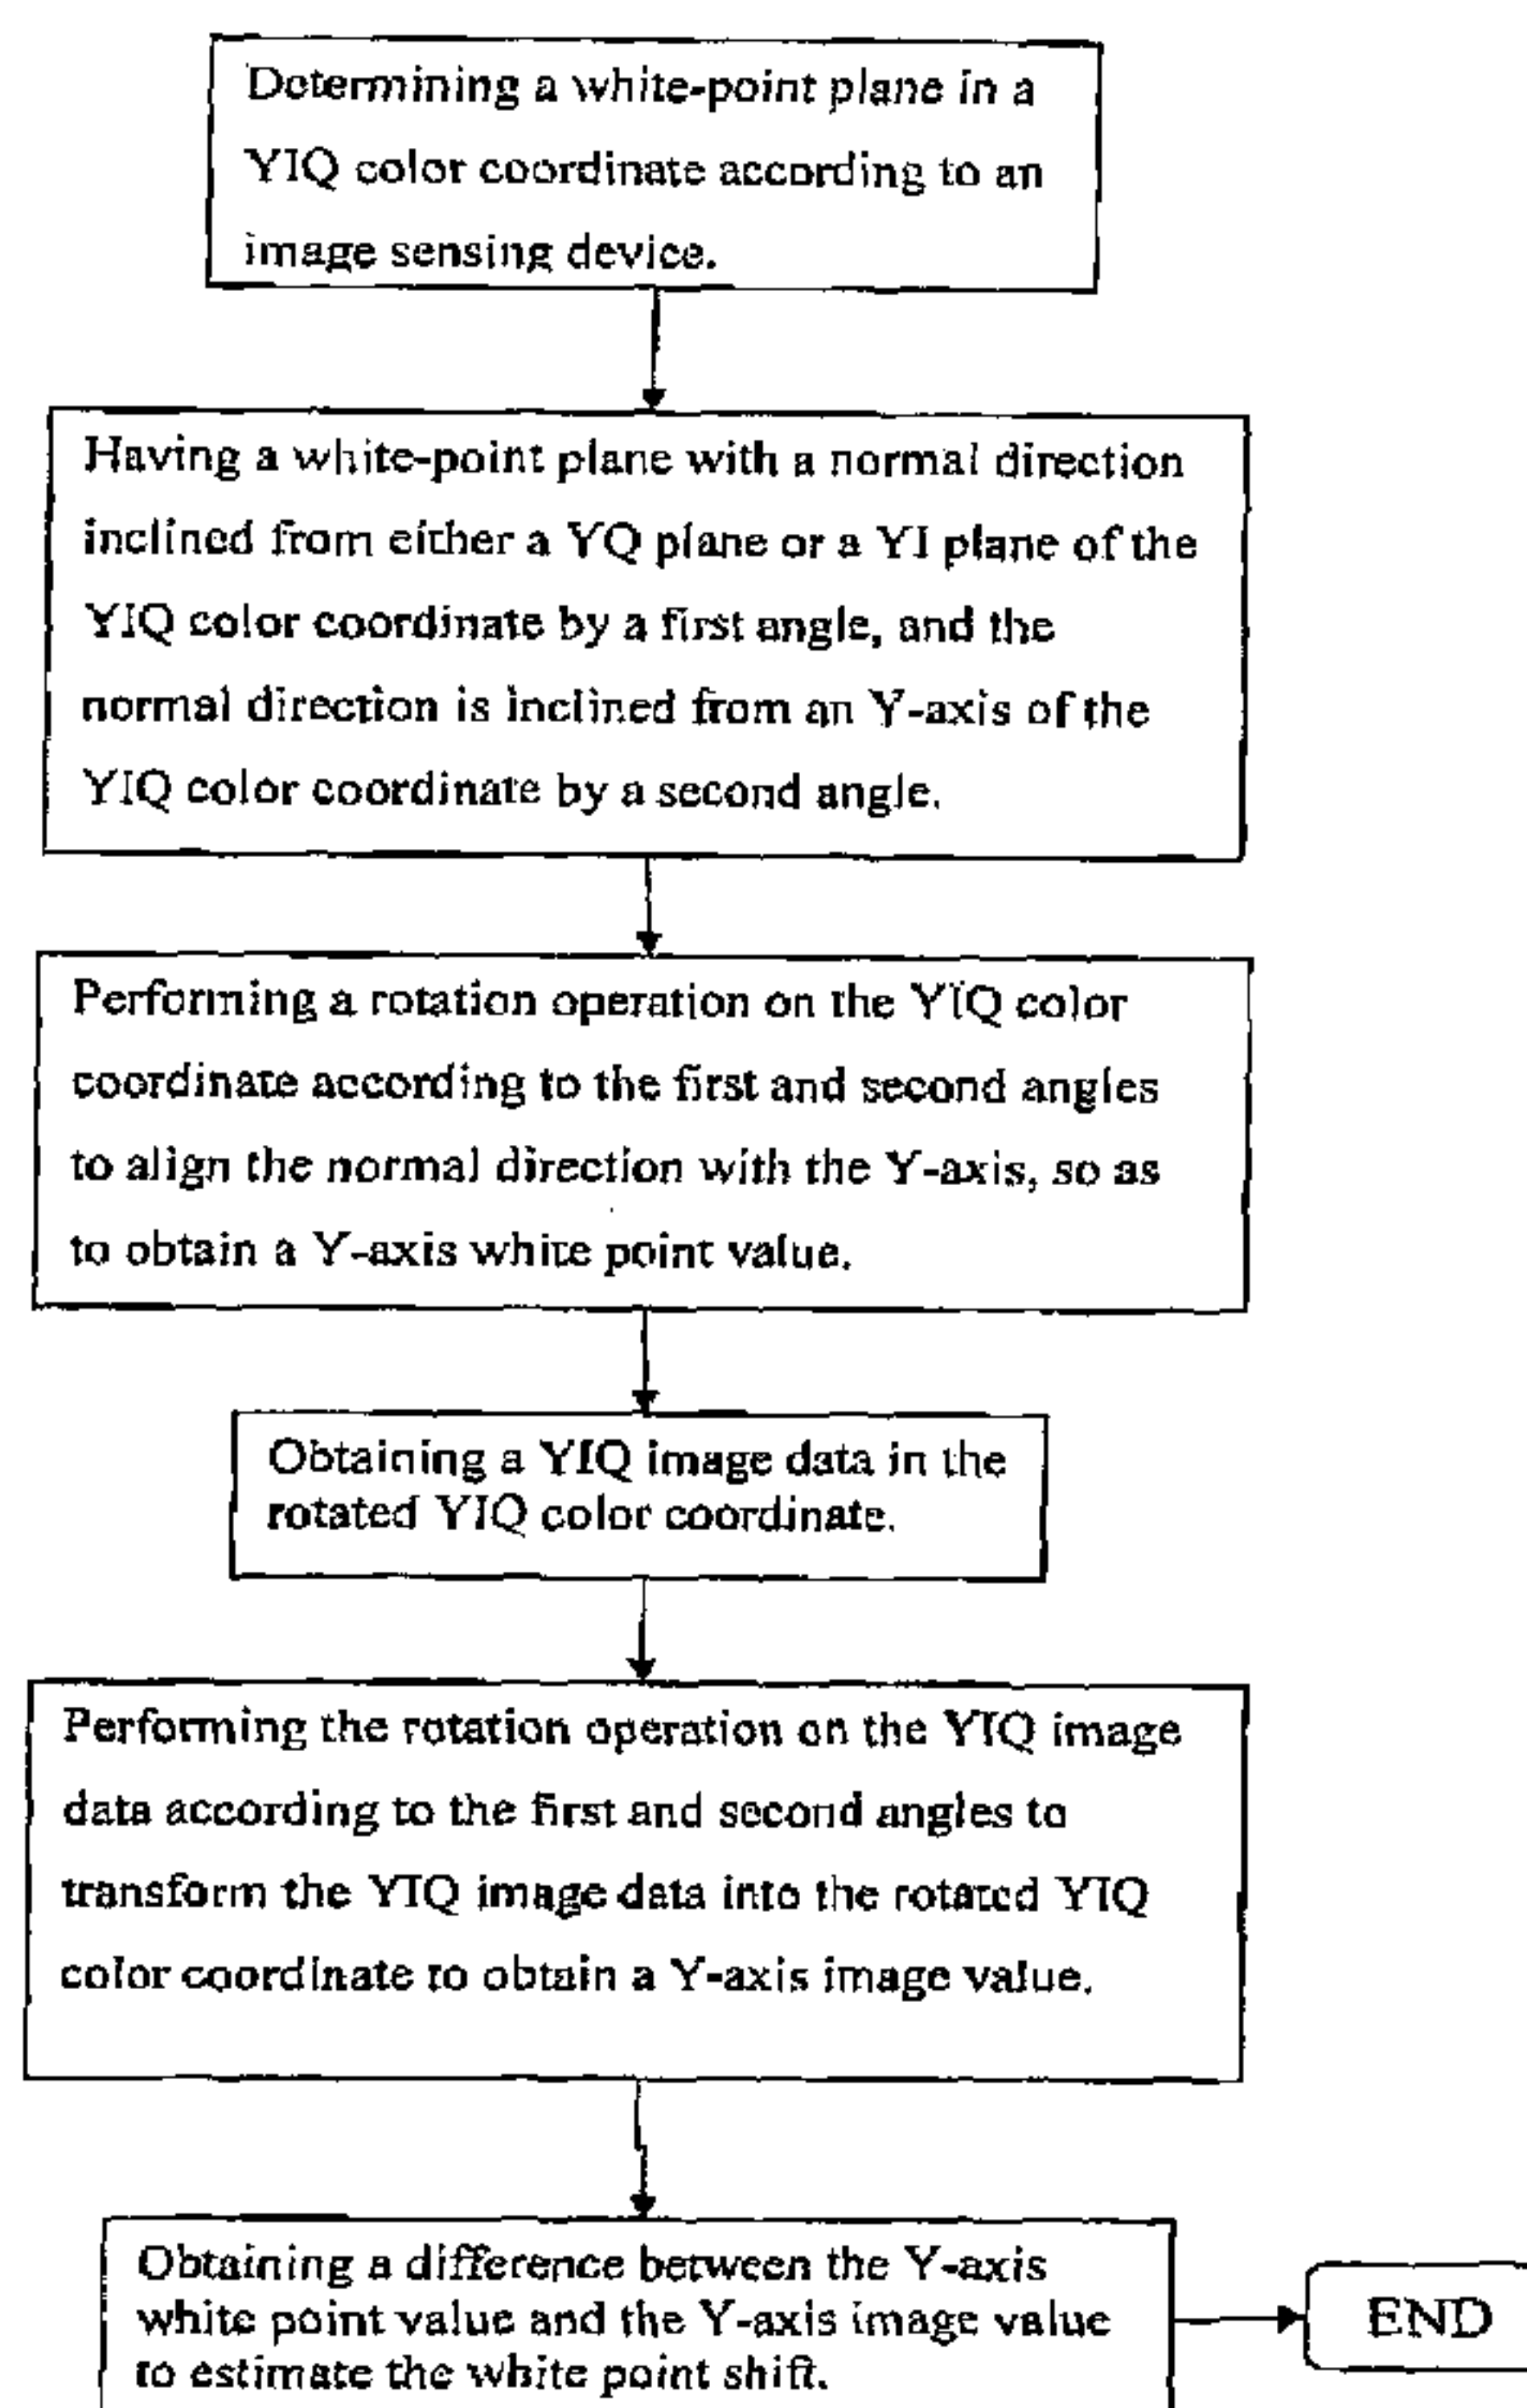 Determining a white-point plane in a
YIQ color coordinate according to an
image sensing device.
Having a white-point plane with a normal direction
inclined from either a YQ plane or a YI plane of the
YIQ color coordinate by a first angle, and the
normal direction is inclined from an Y-axis of the
YIQ color coordinate by a second angle.
Performing a rotation operation on the YIQ color
coordinate according to the first and second angles
to align the normal direction with the Y-axis, so as
to obtain a Y-axis white point value.
Obtaining a YIQ image data in the
rotated YIQ color coordinate.
Performing the rotation operation on the YIQ image
data according to the first and second angles to
transform the YIQ image data into the rotated YIQ
color coordinate to obtain a Y-axis image value.
Obtaining a difference between the Y-axis
white point value and the Y-axis image value
to estimate the white point shift.
END